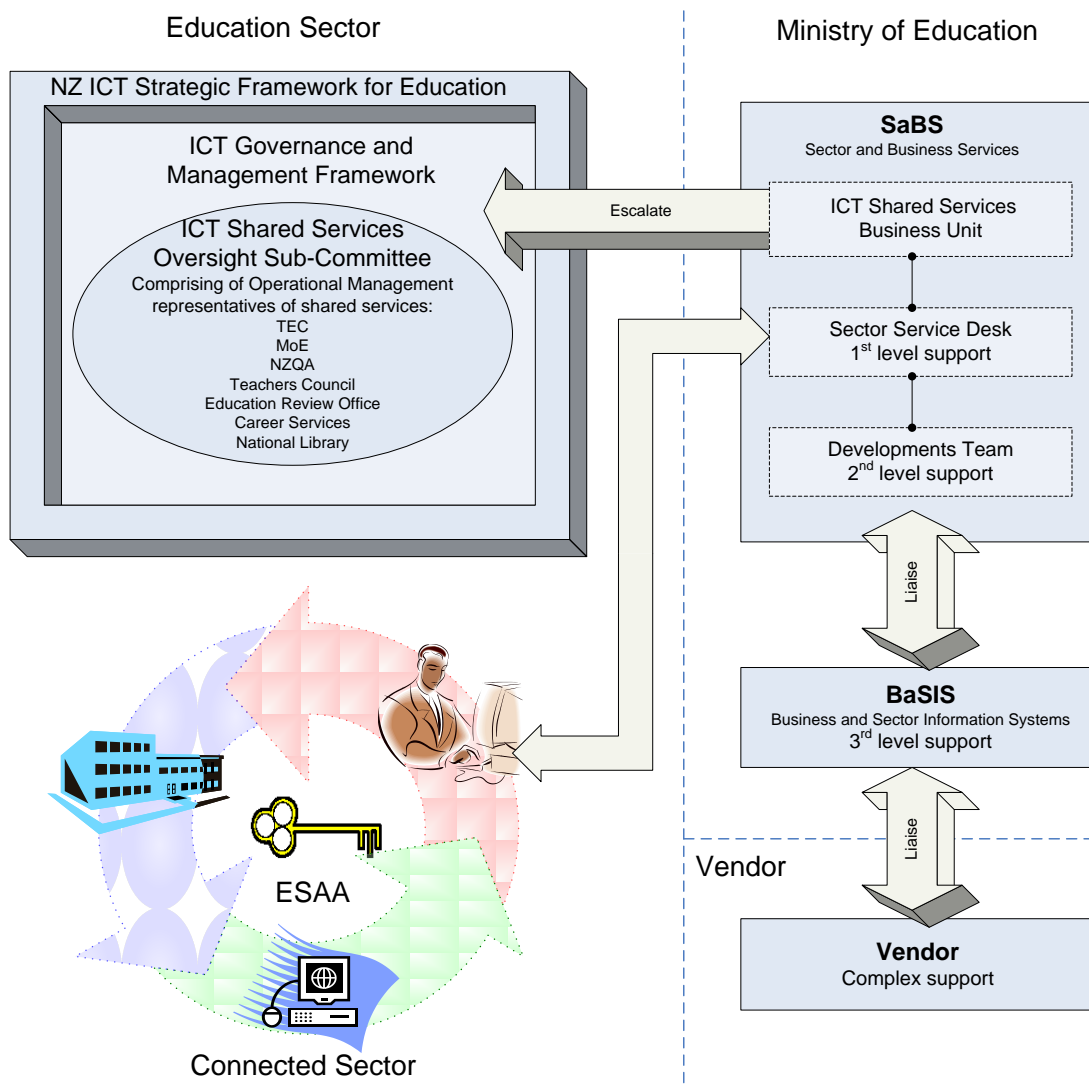 Education Sector
NZ ICT Strategic Framework for Education
ICT Governance and
Management Framework
ICT Shared Services
Oversight Sub-Committee
Comprising of Operational Management
representatives of shared services:
TEC
MoE
NZQA
Teachers Council
Education Review Office
Career Services
National Library
Escalate
Ministry of Education
SaBS
Sector and Business Services
ICT Shared Services
Business Unit
Sector Service Desk
1st level support
Developments Team
2nd level support
Liaise
BaSIS
Business and Sector Information Systems
3rd level support
Liaise
Vendor
Vendor
Complex support
ESAA
Connected Sector